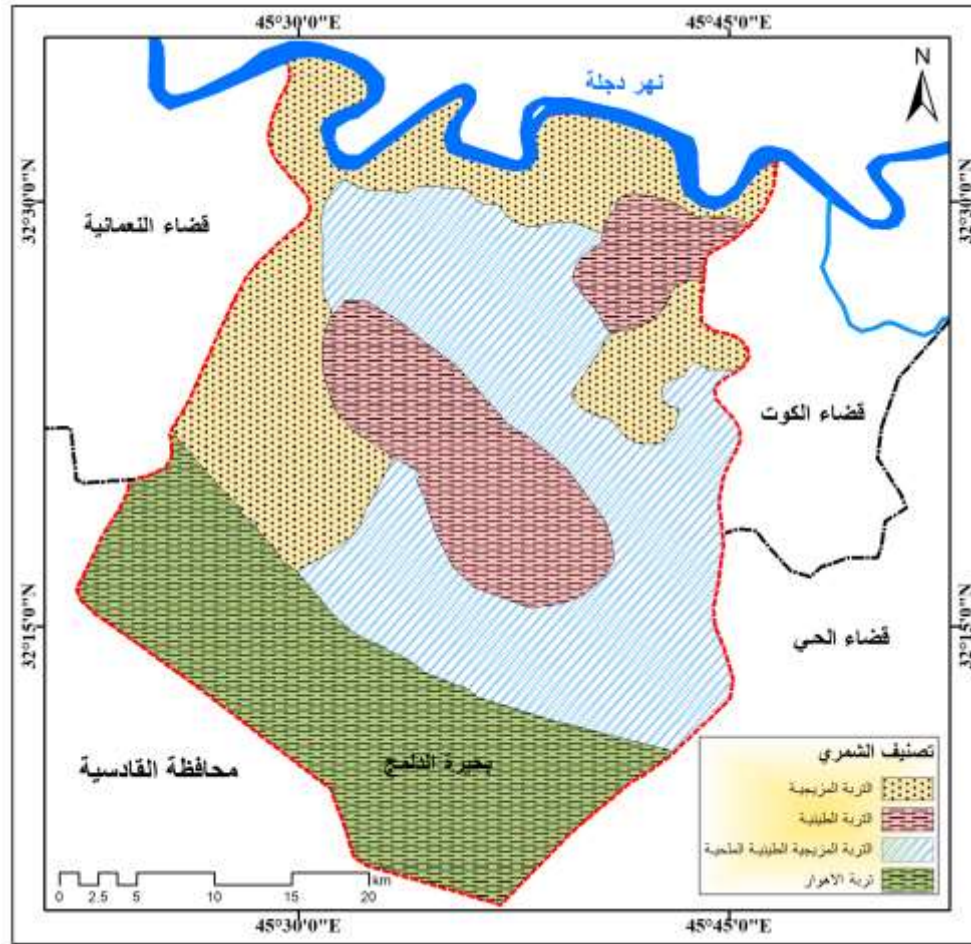 45°30'0"E
45°45'0"E
N
نهر دجلة
32°30'0"N
32°30'0"N
قضاء النعمانية
قضاء الكوت
32°15'0"N
32°15'0"N
قضاء الحي
بحيرة الدلمج
محافظة القادسية
تصنيف الشمري
التربة المزيجية
التربة الطينية
التربة المزيجية الطينية الملحية
تربة الاهوار
km
0 2.5 5 10 15 20
45°30'0"E
45°45'0"E